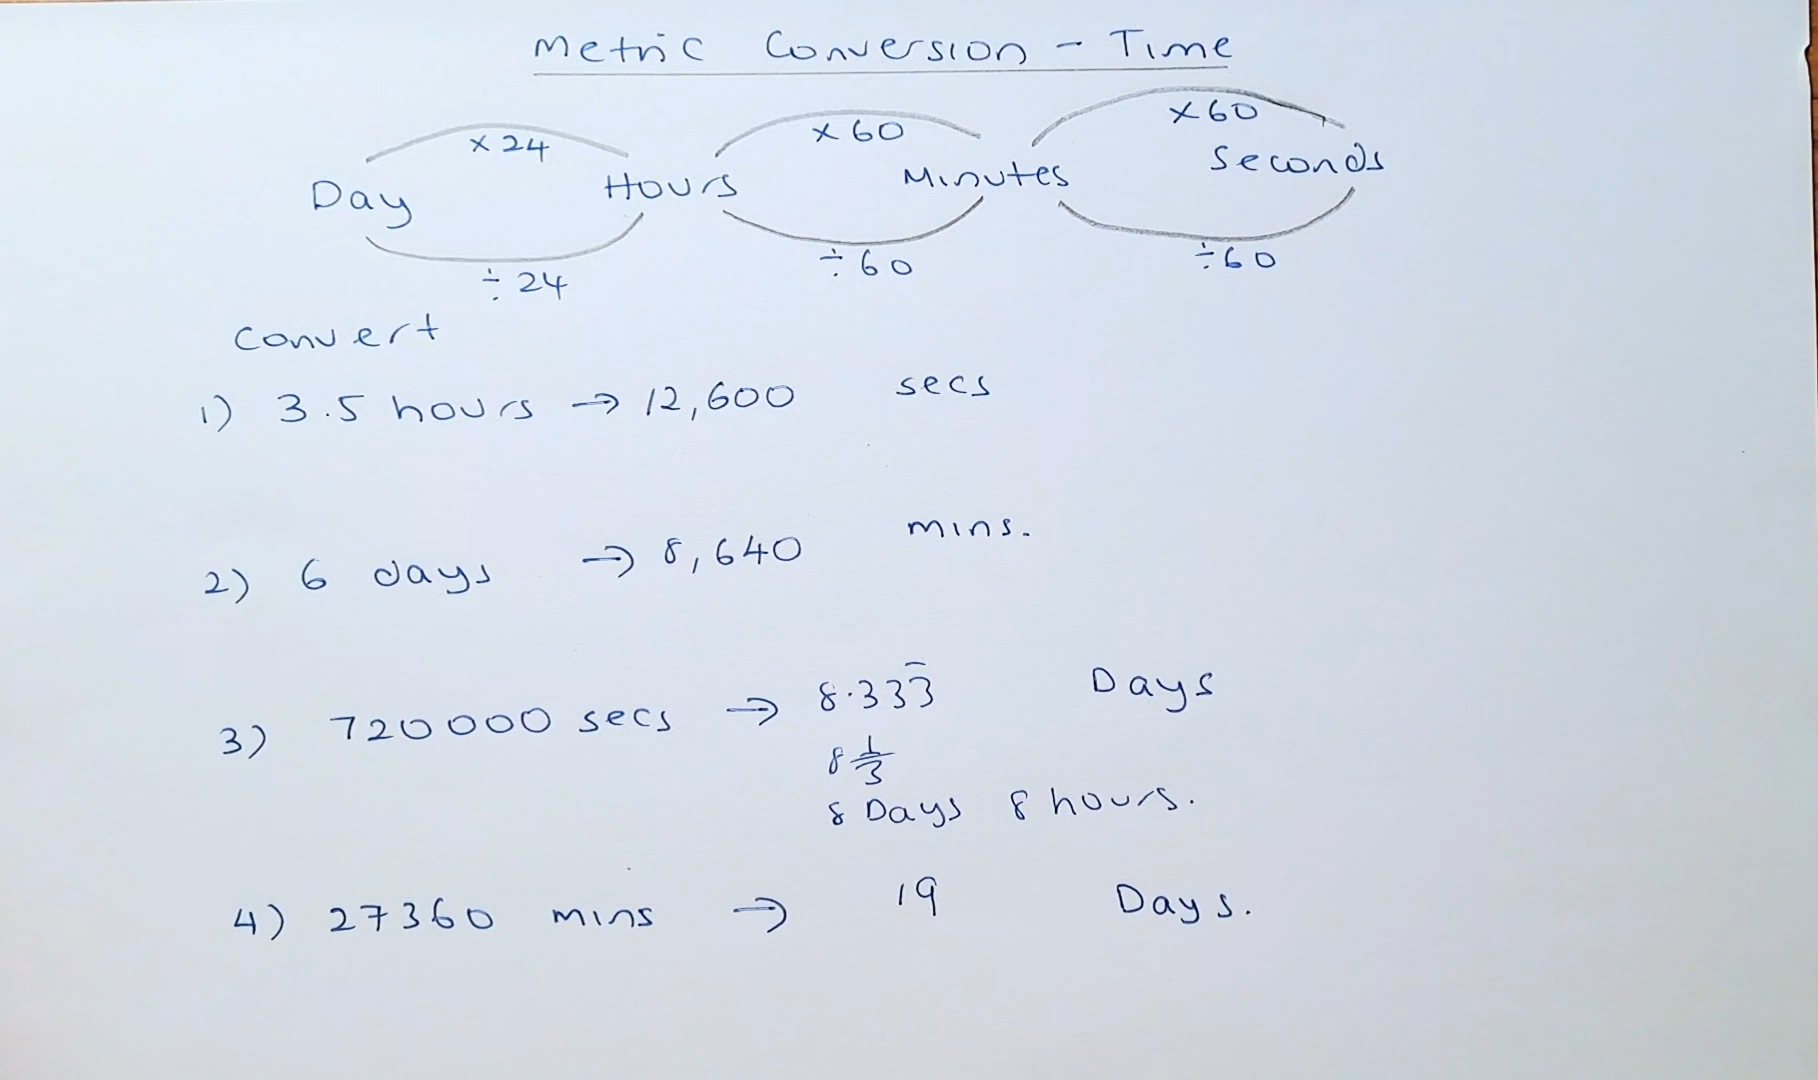 Metric Conversion - Time
x 24 x 60 x 60
Day Hours Minutes Seconds
÷ 24 ÷ 60 ÷ 60
Convert
1) 3.5 hours → 12,600 secs
2) 6 days → 8,640 mins.
3) 720000 secs → 8.333̅ Days
8 1/3
8 Days 8 hours.
4) 27360 mins → 19 Days.